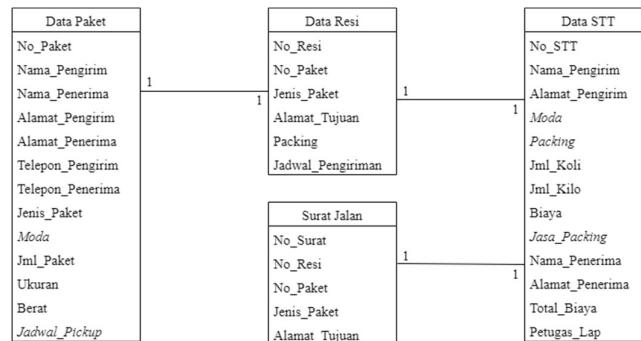 Data Paket
No_Paket
Nama_Pengirim
Nama_Penerima
Alamat_Pengirim
Alamat_Penerima
Telepon_Pengirim
Telepon_Penerima
Jenis_Paket
Moda
Jml_Paket
Ukuran
Berat
Jadwal_Pickup
1
1
Data Resi
No_Resi
No_Paket
Jenis_Paket
Alamat_Tujuan
Packing
Jadwal_Pengiriman
1
1
Surat Jalan
No_Surat
No_Resi
No_Paket
Jenis_Paket
Alamat_Tujuan
1
1
Data STT
No_STT
Nama_Pengirim
Alamat_Pengirim
Moda
Packing
Jml_Koli
Jml_Kilo
Biaya
Jasa_Packing
Nama_Penerima
Alamat_Penerima
Total_Biaya
Petugas_Lap